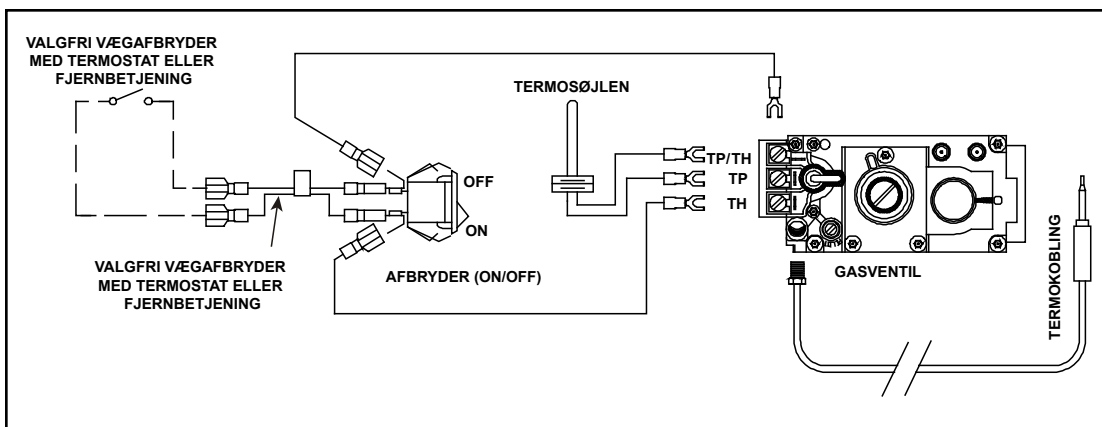 VALGFRI VÆGAFBRYDER
MED TERMOSTAT ELLER
FJERNBETJENING
TERMOSØJLEN
TP/TH
TP
TH
OFF
ON
AFBRYDER (ON/OFF)
VALGFRI VÆGAFBRYDER
MED TERMOSTAT ELLER
FJERNBETJENING
GASVENTIL
TERMOKOBLING